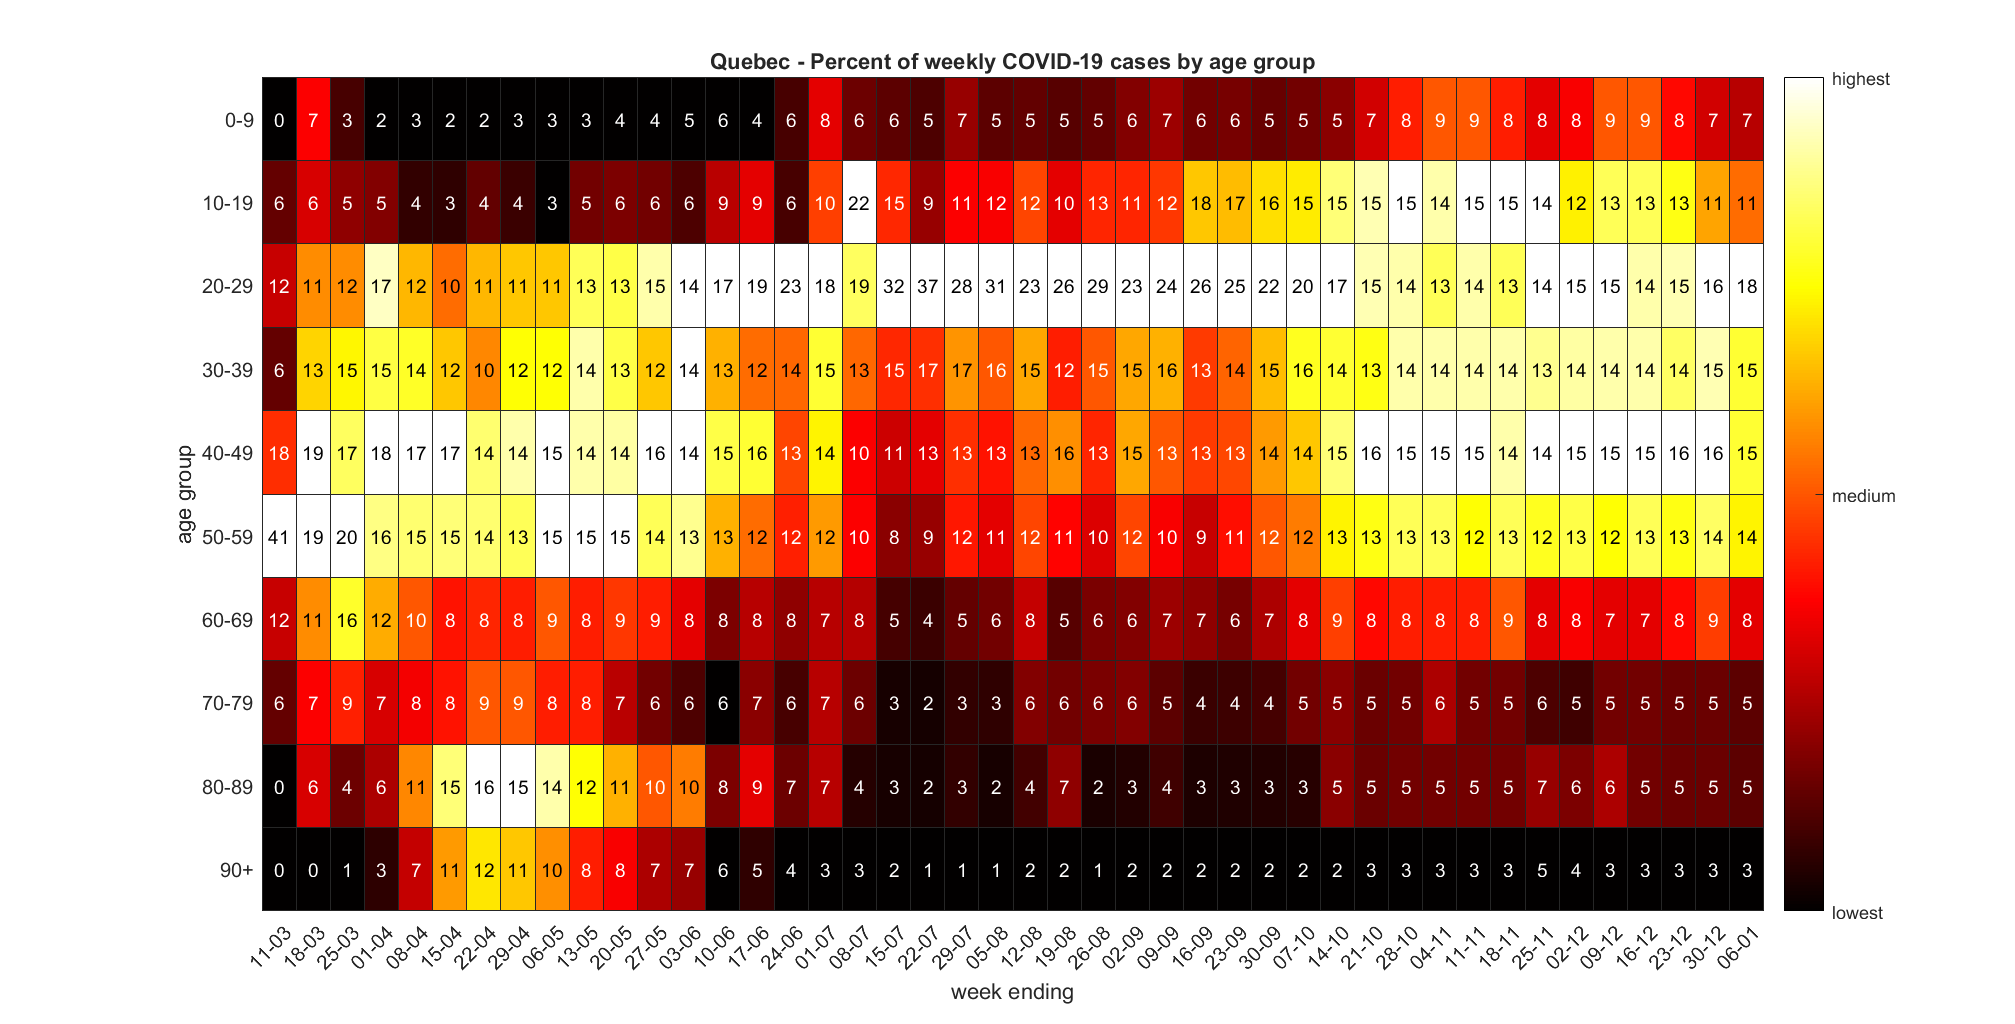 Quebec - Percent of weekly COVID-19 cases by age group
highest
0-9 0 7 3 2 3 2 2 3 3 3 4 4 5 6 4 6 8 6 6 5 7 5 5 5 5 6 7 6 6 5 5 5 7 8 9 9 8 8 8 9 9 8 7 7
10-19 6 6 5 5 4 3 4 4 3 5 6 6 6 9 9 6 10 22 15 9 11 12 12 10 13 11 12 18 17 16 15 15 15 15 14 15 15 14 12 13 13 13 11 11
20-29 12 11 12 17 12 10 11 11 11 13 13 15 14 17 19 23 18 19 32 37 28 31 23 26 29 23 24 26 25 22 20 17 15 14 13 14 13 14 15 15 14 15 16 18
30-39 6 13 15 15 14 12 10 12 12 14 13 12 14 13 12 14 15 13 15 17 17 16 15 12 15 15 16 13 14 15 16 14 13 14 14 14 14 13 14 14 14 14 15 15
40-49 18 19 17 18 17 17 14 14 15 14 14 16 14 15 16 13 14 10 11 13 13 13 13 16 13 15 13 13 13 14 14 15 16 15 15 15 14 14 15 15 15 16 16 15
medium
age group
50-59 41 19 20 16 15 15 14 13 15 15 15 14 13 13 12 12 12 10 8 9 12 11 12 11 10 12 10 9 11 12 12 13 13 13 13 12 13 12 13 12 13 13 14 14
60-69 12 11 16 12 10 8 8 8 9 8 9 9 8 8 8 8 7 8 5 4 5 6 8 5 6 6 7 7 6 7 8 9 8 8 8 8 9 8 8 7 7 8 9 8
70-79 6 7 9 7 8 8 9 9 8 8 7 6 6 6 7 6 7 6 3 2 3 3 6 6 6 6 5 4 4 4 5 5 5 5 6 5 5 6 5 5 5 5 5 5
80-89 0 6 4 6 11 15 16 15 14 12 11 10 10 8 9 7 7 4 3 2 3 2 4 7 2 3 4 3 3 3 3 5 5 5 5 5 5 7 6 6 5 5 5 5
90+ 0 0 1 3 7 11 12 11 10 8 8 7 7 6 5 4 3 3 2 1 1 1 2 2 1 2 2 2 2 2 2 2 3 3 3 3 3 5 4 3 3 3 3 3
lowest
11-03 18-03 25-03 01-04 08-04 15-04 22-04 29-04 06-05 13-05 20-05 27-05 03-06 10-06 17-06 24-06 01-07 08-07 15-07 22-07 29-07 05-08 12-08 19-08 26-08 02-09 09-09 16-09 23-09 30-09 07-10 14-10 21-10 28-10 04-11 11-11 18-11 25-11 02-12 09-12 16-12 23-12 30-12 06-01
week ending